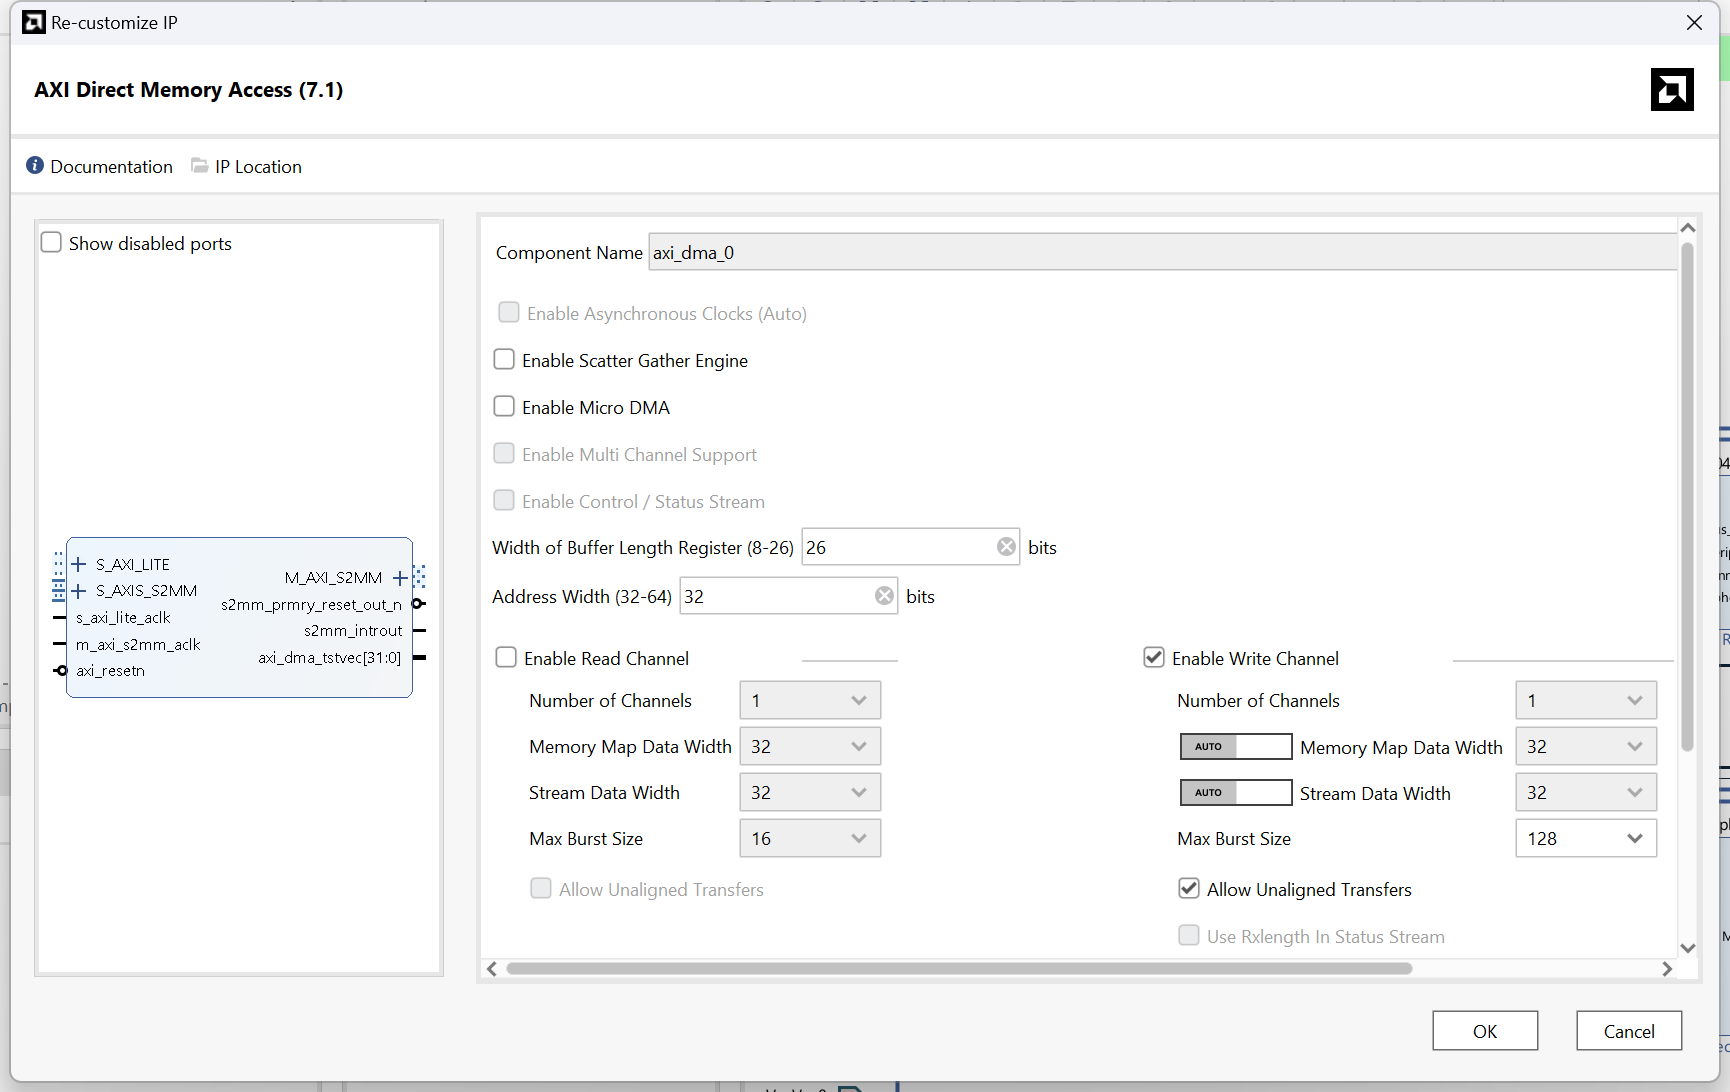 Re-customize IP
AXI Direct Memory Access (7.1)
Documentation IP Location
Show disabled ports
S_AXI_LITE
S_AXIS_S2MM
s_axi_lite_aclk
m_axi_s2mm_aclk
axi_resetn
M_AXI_S2MM
s2mm_prmry_reset_out_n
s2mm_introut
axi_dma_tstvec[31:0]
Component Name axi_dma_0
Enable Asynchronous Clocks (Auto)
Enable Scatter Gather Engine
Enable Micro DMA
Enable Multi Channel Support
Enable Control / Status Stream
Width of Buffer Length Register (8-26) 26 bits
Address Width (32-64) 32 bits
Enable Read Channel
Number of Channels 1
Memory Map Data Width 32
Stream Data Width 32
Max Burst Size 16
Allow Unaligned Transfers
Enable Write Channel
Number of Channels 1
AUTO Memory Map Data Width 32
AUTO Stream Data Width 32
Max Burst Size 128
Allow Unaligned Transfers
Use Rxlength In Status Stream
OK Cancel